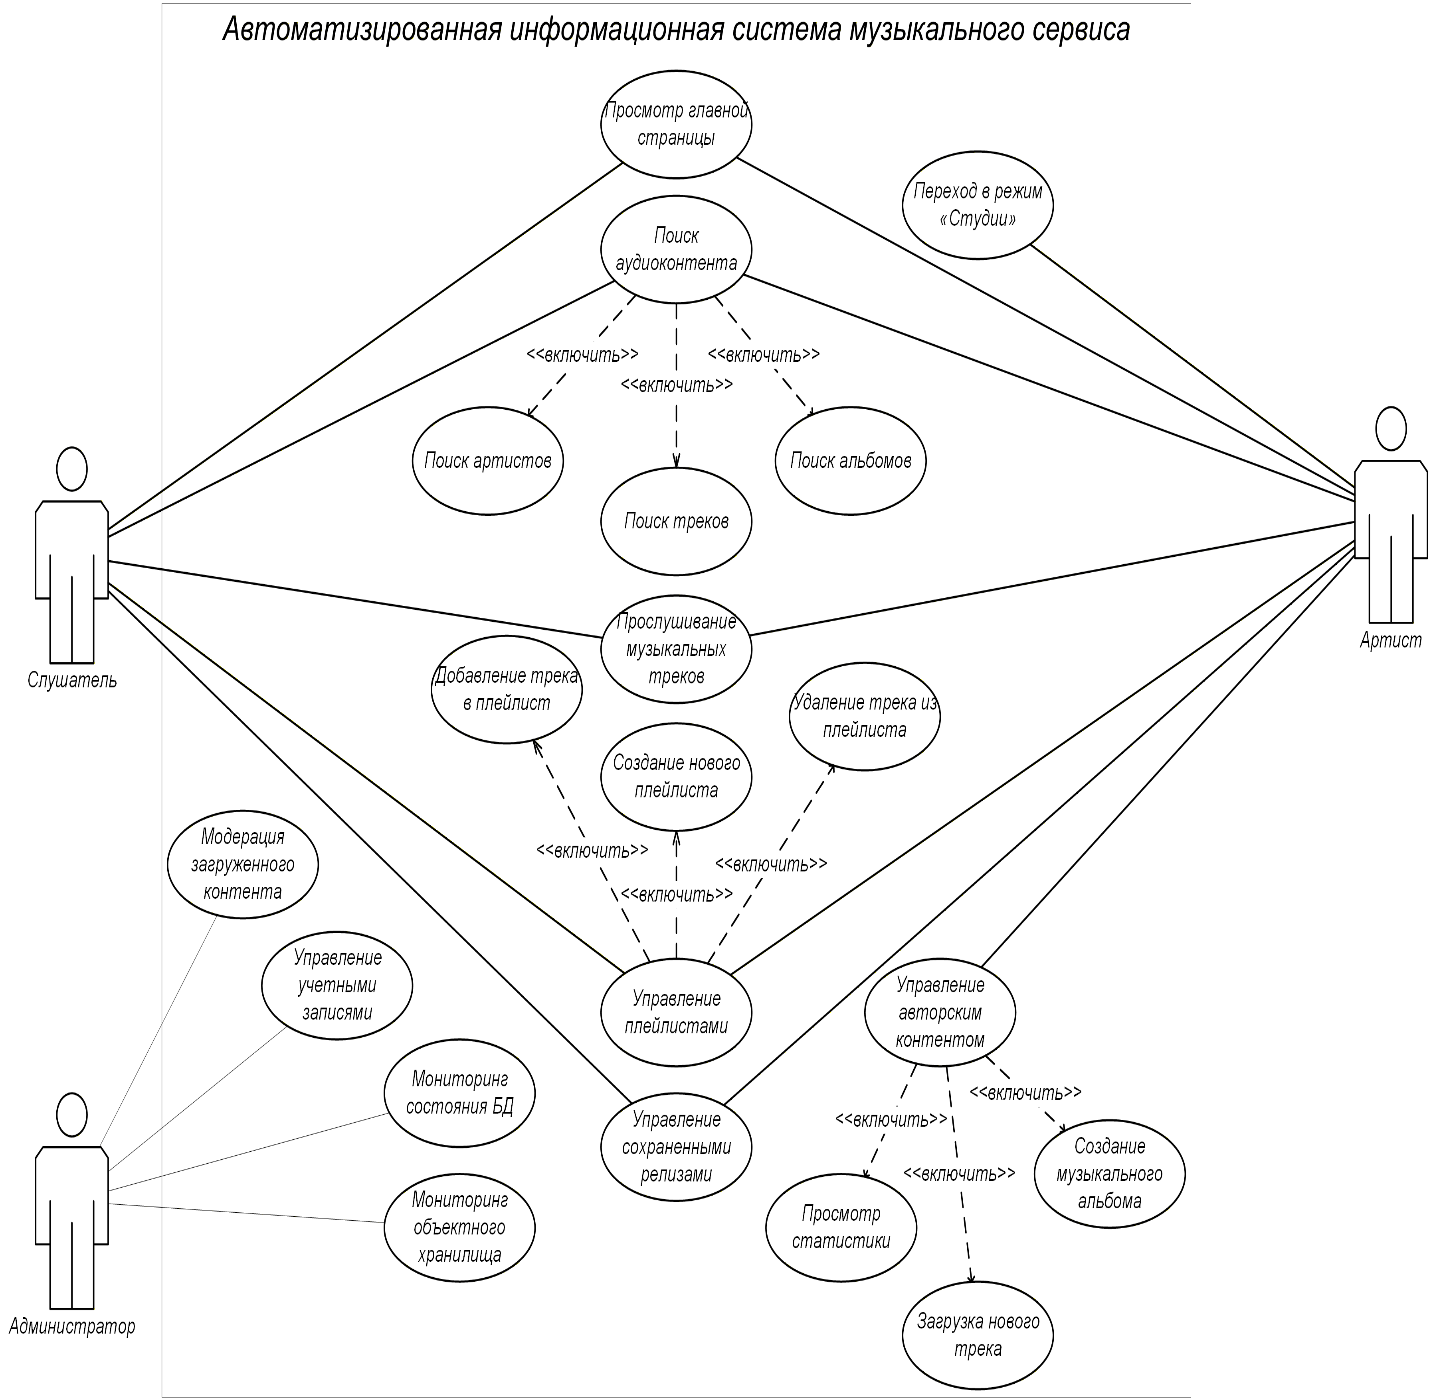 Автоматизированная информационная система музыкального сервиса
Просмотр главной
страницы
Переход в режим
«Студии»
Поиск
аудиоконтента
<<включить>>
<<включить>>
<<включить>>
Поиск артистов
Поиск альбомов
Поиск треков
Слушатель
Артист
Прослушивание
музыкальных
треков
Добавление трека
в плейлист
Удаление трека из
плейлиста
Создание нового
плейлиста
<<включить>>
<<включить>>
<<включить>>
Модерация
загруженного
контента
Управление
учетными
записями
Управление
плейлистами
Управление
авторским
контентом
Мониторинг
состояния БД
Управление
сохраненными
релизами
<<включить>>
<<включить>>
<<включить>>
Создание
музыкального
альбома
Мониторинг
объектного
хранилища
Просмотр
статистики
Администратор
Загрузка нового
трека